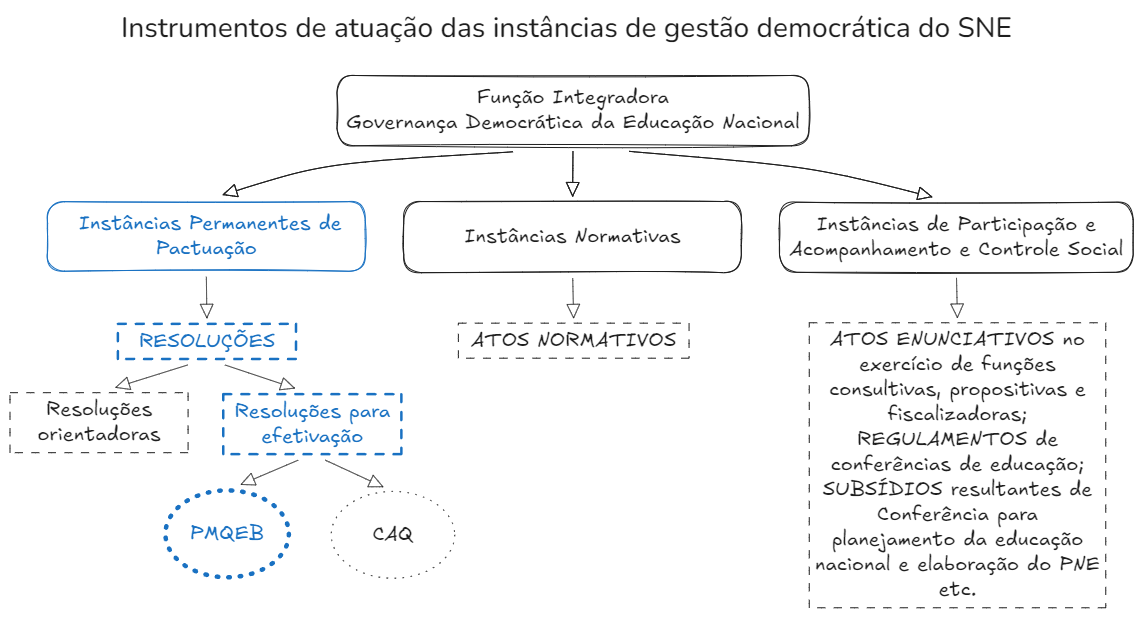 Instrumentos de atuação das instâncias de gestão democrática do SNE
Função Integradora
Governança Democrática da Educação Nacional
Instâncias Permanentes de
Pactuação
Instâncias Normativas
Instâncias de Participação e
Acompanhamento e Controle Social
RESOLUÇÕES
ATOS NORMATIVOS
ATOS ENUNCIATIVOS no
exercício de funções
consultivas, propositivas e
fiscalizadoras;
REGULAMENTOS de
conferências de educação;
SUBSÍDIOS resultantes de
Conferência para
planejamento da educação
nacional e elaboração do PNE
etc.
Resoluções
orientadoras
Resoluções para
efetivação
PMQEB
CAQ